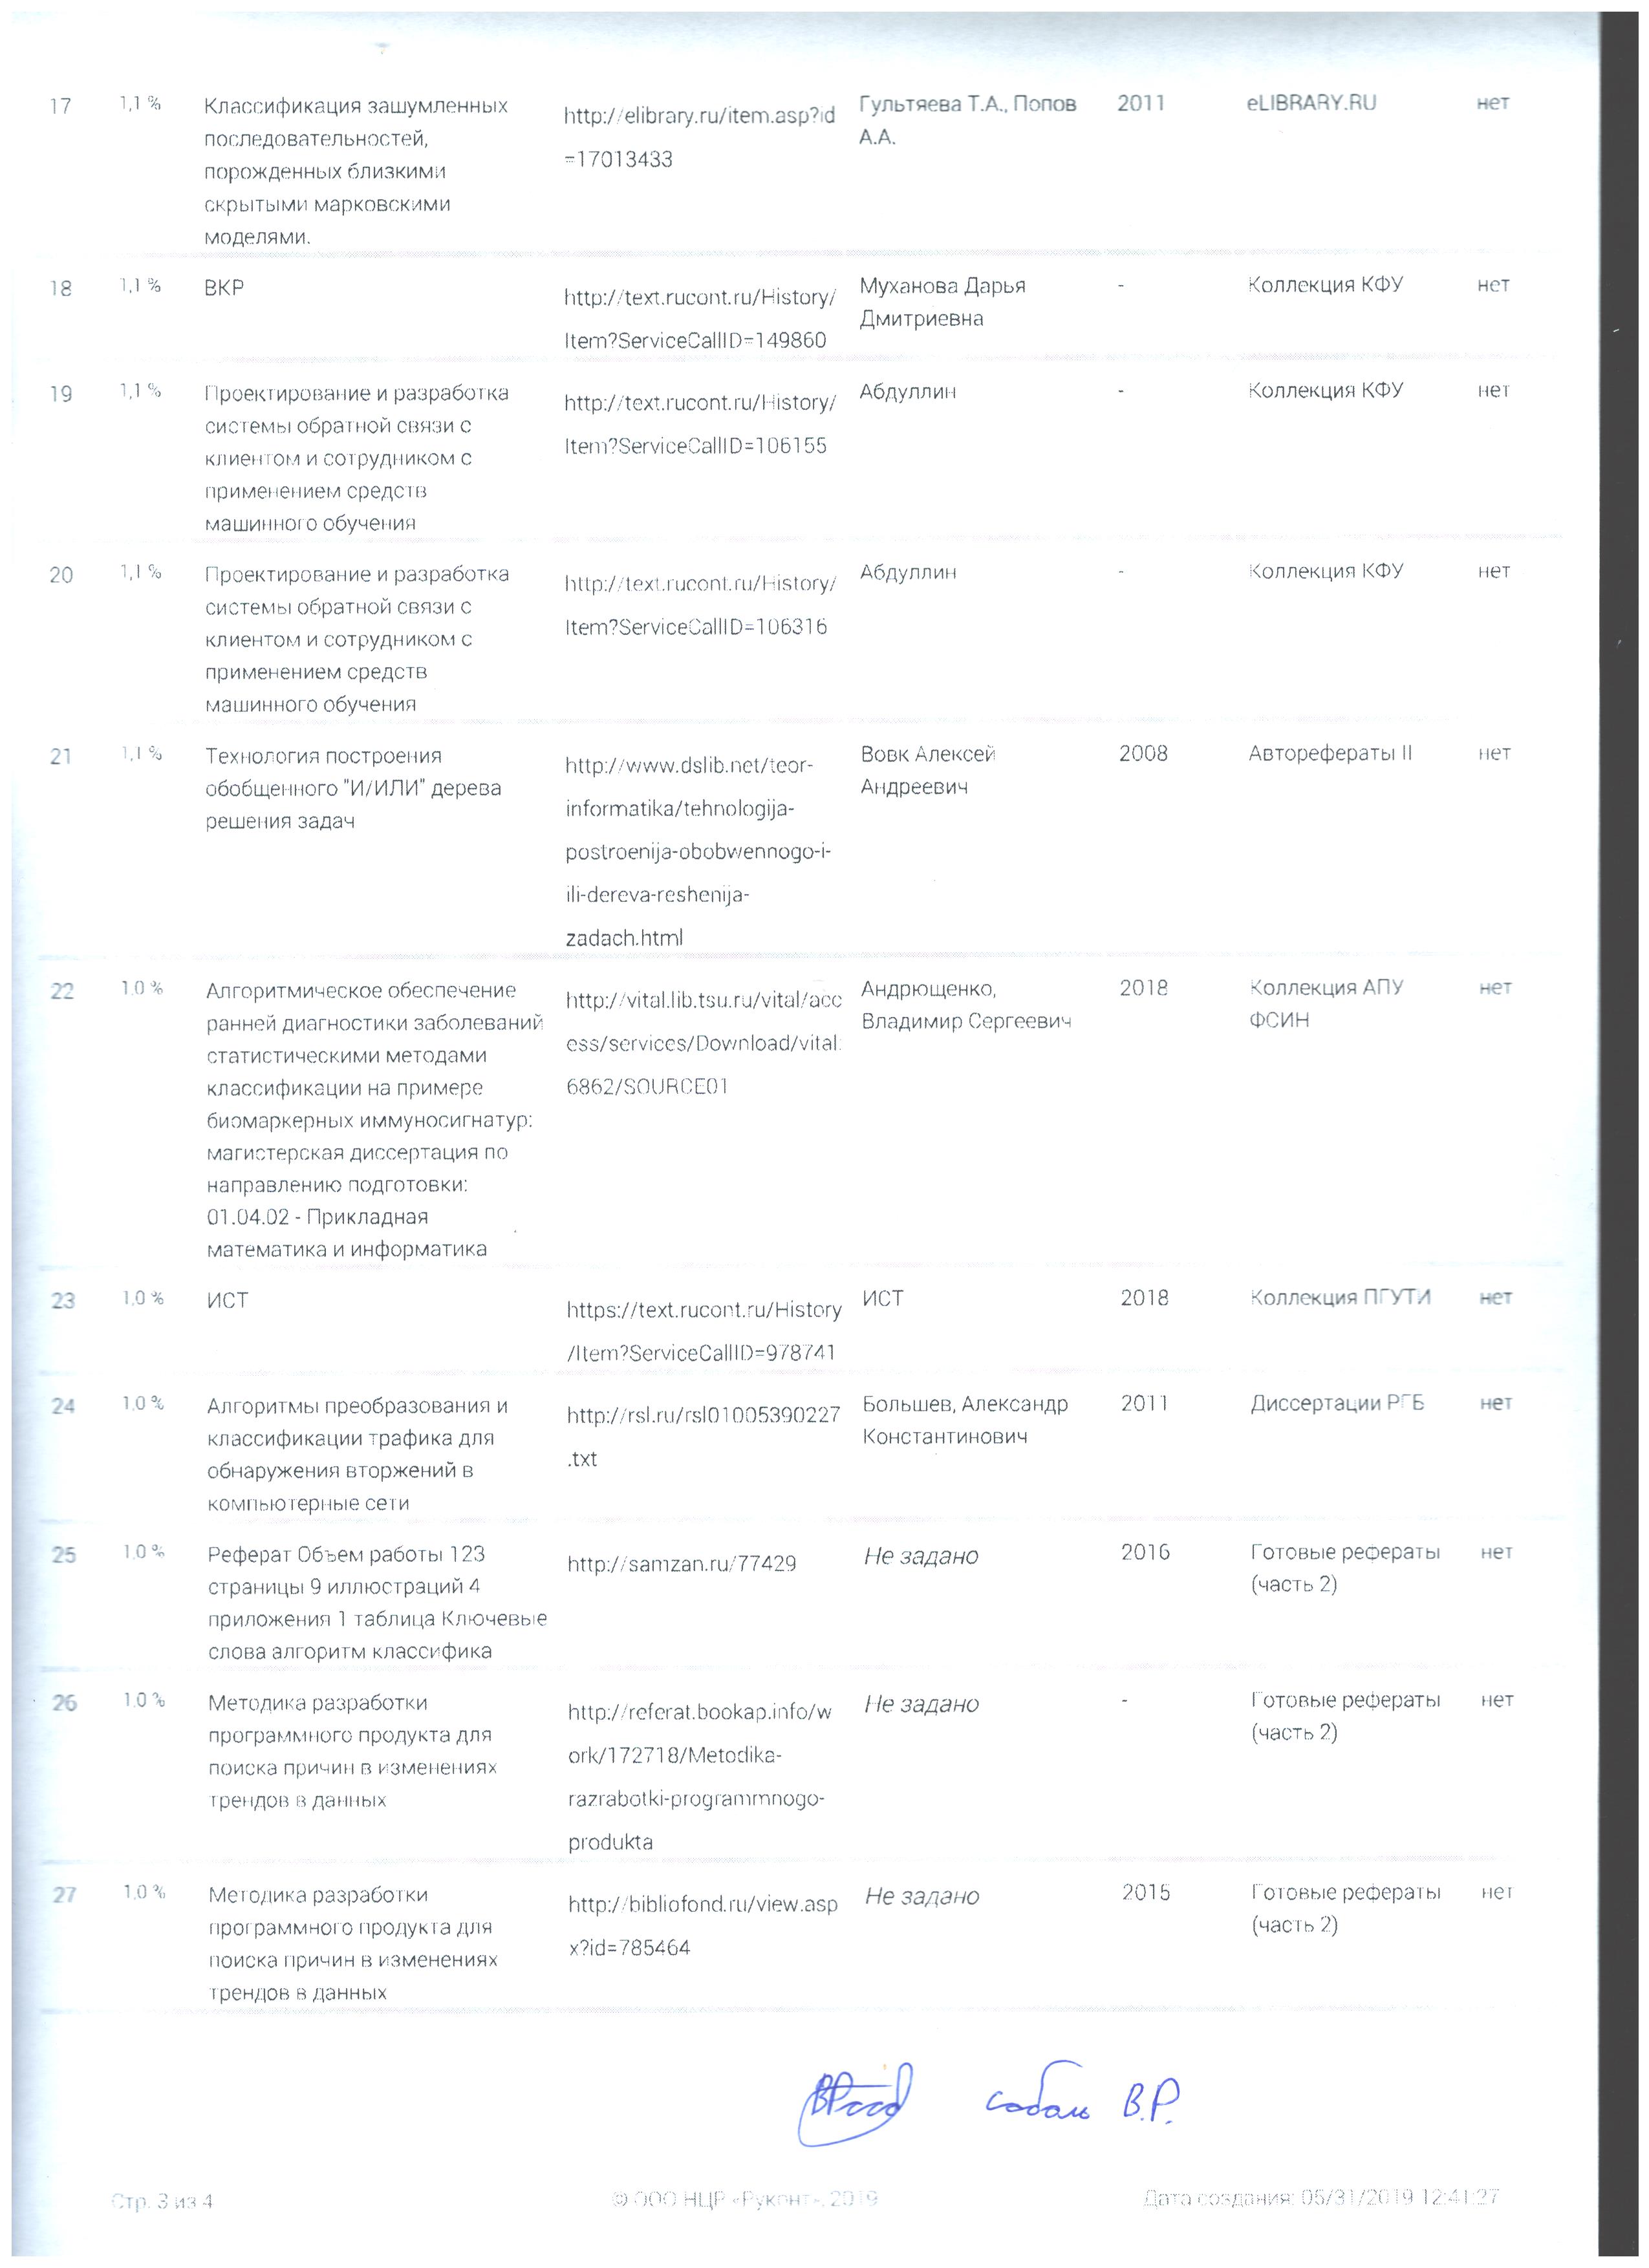 17 1,1 % Классификация зашумленных http://elibrary.ru/item.asp?id Гультяева Т.А., Попов 2011 eLIBRARY.RU нет
последовательностей, =17013433 А.А.
порожденных близкими
скрытыми марковскими
моделями.
18 1,1 % ВКР http://text.rucont.ru/History/ Муханова Дарья - Коллекция КФУ нет
Item?ServiceCallID=149860 Дмитриевна
19 1,1 % Проектирование и разработка http://text.rucont.ru/History/ Абдуллин - Коллекция КФУ нет
системы обратной связи с Item?ServiceCallID=106155
клиентом и сотрудником с
применением средств
машинного обучения
20 1,1 % Проектирование и разработка http://text.rucont.ru/History/ Абдуллин - Коллекция КФУ нет
системы обратной связи с Item?ServiceCallID=106316
клиентом и сотрудником с
применением средств
машинного обучения
21 1,1 % Технология построения http://www.dslib.net/teor- Вовк Алексей 2008 Авторефераты II нет
обобщенного "И/ИЛИ" дерева informatika/tehnologija- Андреевич
решения задач postroenija-obobwennogo-i-
ili-dereva-reshenija-
zadach.html
22 1,0 % Алгоритмическое обеспечение http://vital.lib.tsu.ru/vital/acc Андрющенко, 2018 Коллекция АПУ нет
ранней диагностики заболеваний ess/services/Download/vital: Владимир Сергеевич ФСИН
статистическими методами 6862/SOURCE01
классификации на примере
биомаркерных иммуносигнатур:
магистерская диссертация по
направлению подготовки:
01.04.02 - Прикладная
математика и информатика
23 1,0 % ИСТ https://text.rucont.ru/History ИСТ 2018 Коллекция ПГУТИ нет
/Item?ServiceCallID=978741
24 1,0 % Алгоритмы преобразования и http://rsl.ru/rsl01005390227 Большев, Александр 2011 Диссертации РГБ нет
классификации трафика для .txt Константинович
обнаружения вторжений в
компьютерные сети
25 1,0 % Реферат Объем работы 123 http://samzan.ru/77429 Не задано 2016 Готовые рефераты нет
страницы 9 иллюстраций 4 (часть 2)
приложения 1 таблица Ключевые
слова алгоритм классифика
26 1,0 % Методика разработки http://referat.bookap.info/w Не задано - Готовые рефераты нет
программного продукта для ork/172718/Metodika- (часть 2)
поиска причин в изменениях razrabotki-programmnogo-
трендов в данных produkta
27 1,0 % Методика разработки http://bibliofond.ru/view.asp Не задано 2015 Готовые рефераты нет
программного продукта для x?id=785464 (часть 2)
поиска причин в изменениях
трендов в данных
Соболь В.Р.
Стр. 3 из 4 © ООО НЦР «Руконт», 2019 Дата создания: 05/31/2019 12:41:27